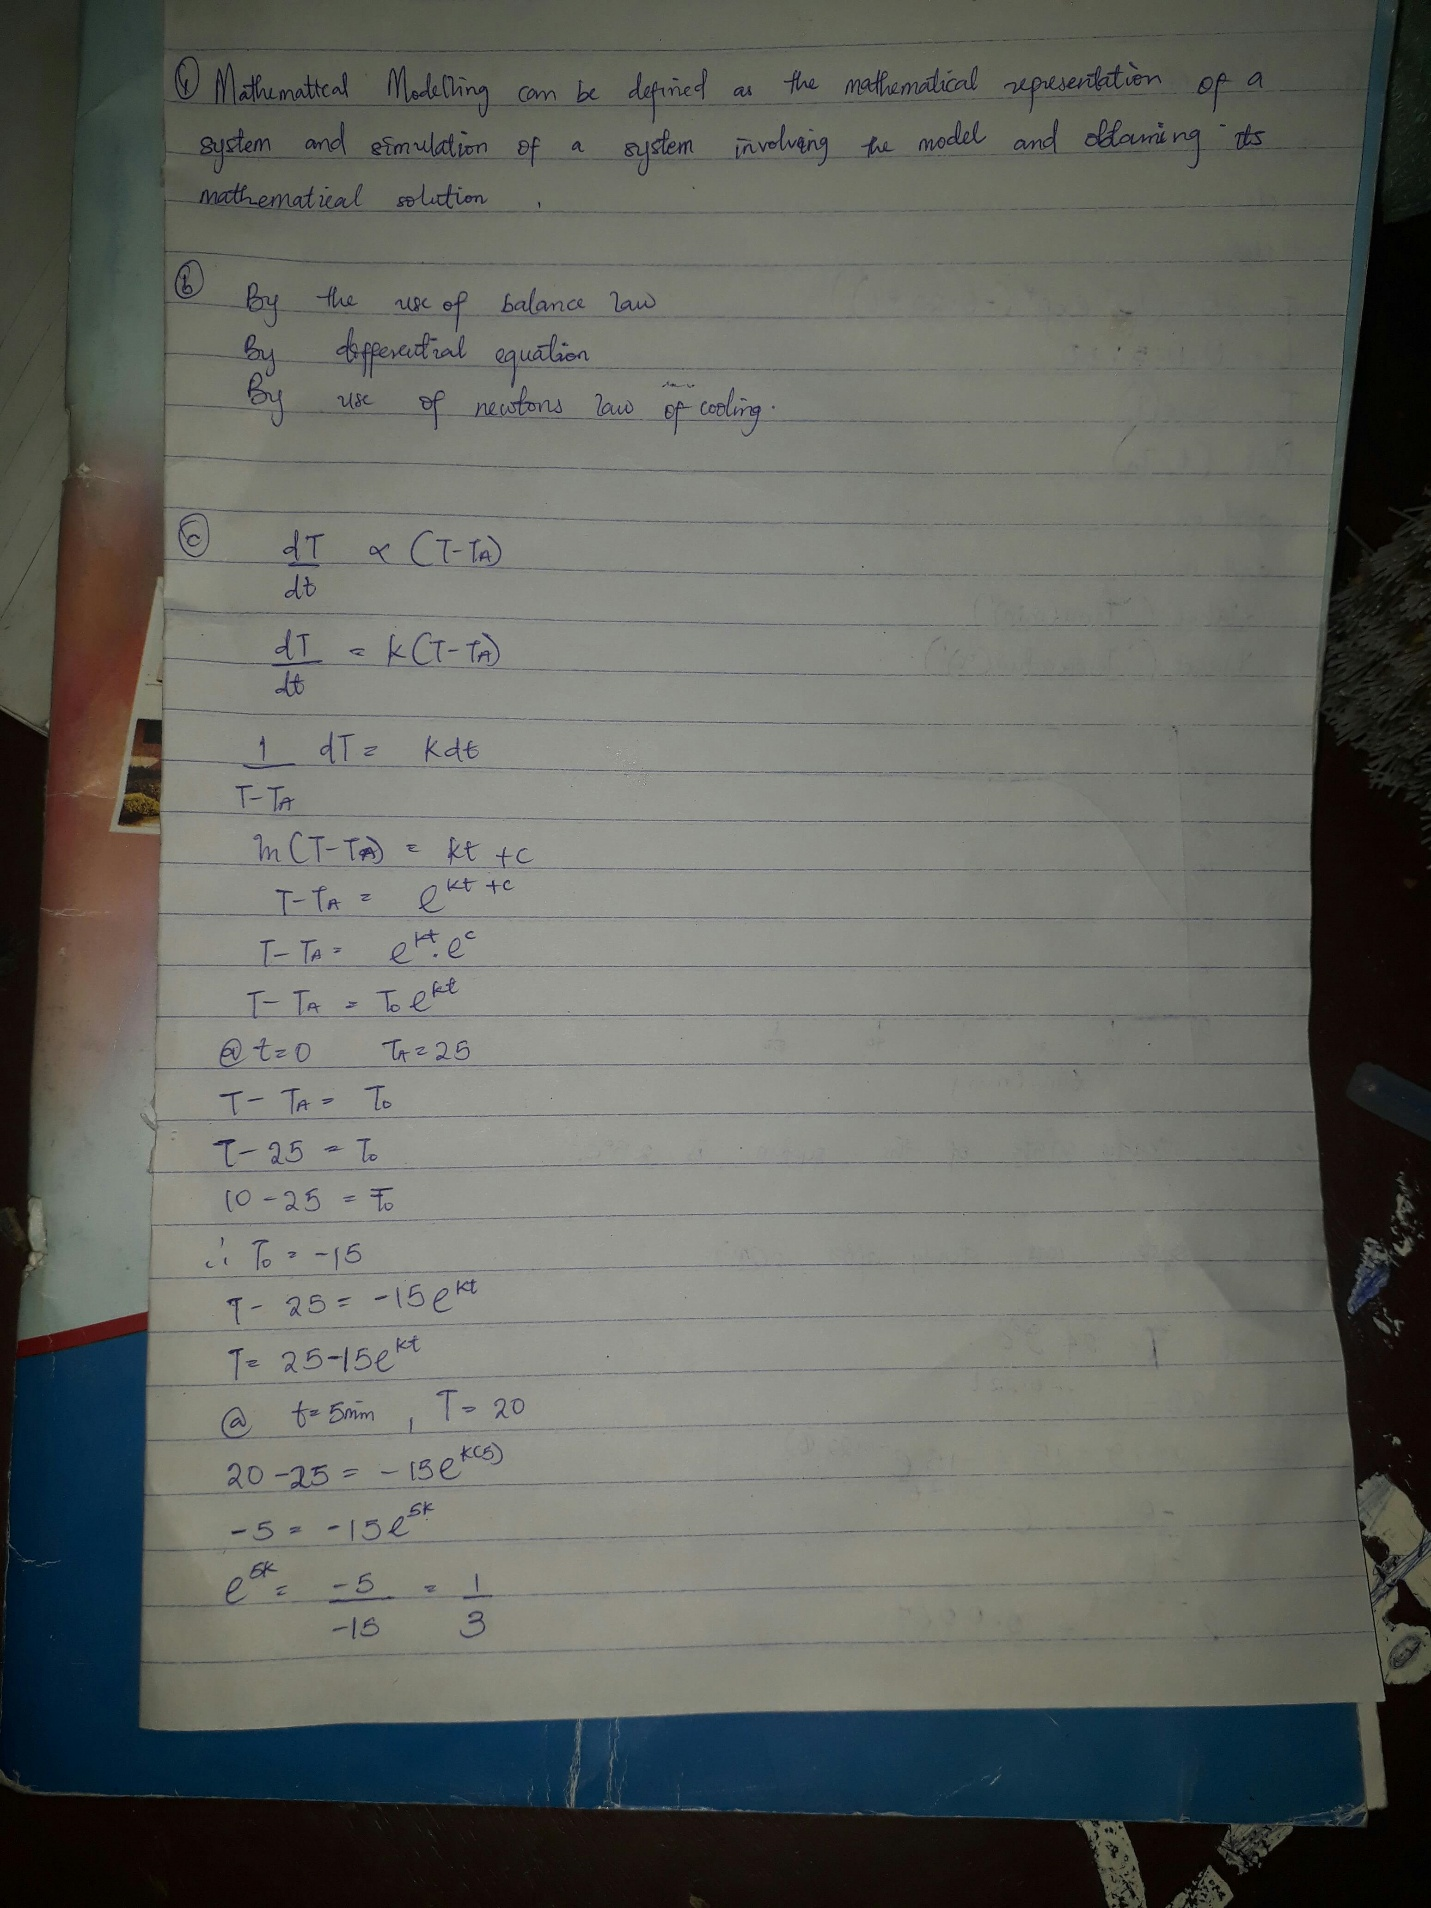 ① Mathematical Modelling can be defined as the mathematical representation of a
system and simulation of a system involving the model and obtaining its
mathematical solution.
ⓑ
By the use of balance law
By differential equation
By use of newtons law of cooling.
ⓒ dT/dt ∝ (T-TA)
dT/dt = k(T-TA)
1/(T-TA) dT = kdt
ln(T-TA) = kt + c
T-TA = e^(kt+c)
T-TA = e^kt . e^c
T-TA = To e^kt
@ t=0 TA=25
T-TA = To
T-25 = To
10-25 = To
∴ To = -15
T-25 = -15e^kt
T= 25-15e^kt
@ t=5min, T=20
20-25 = -15e^k(5)
-5 = -15e^5k
e^5k = -5/-15 = 1/3